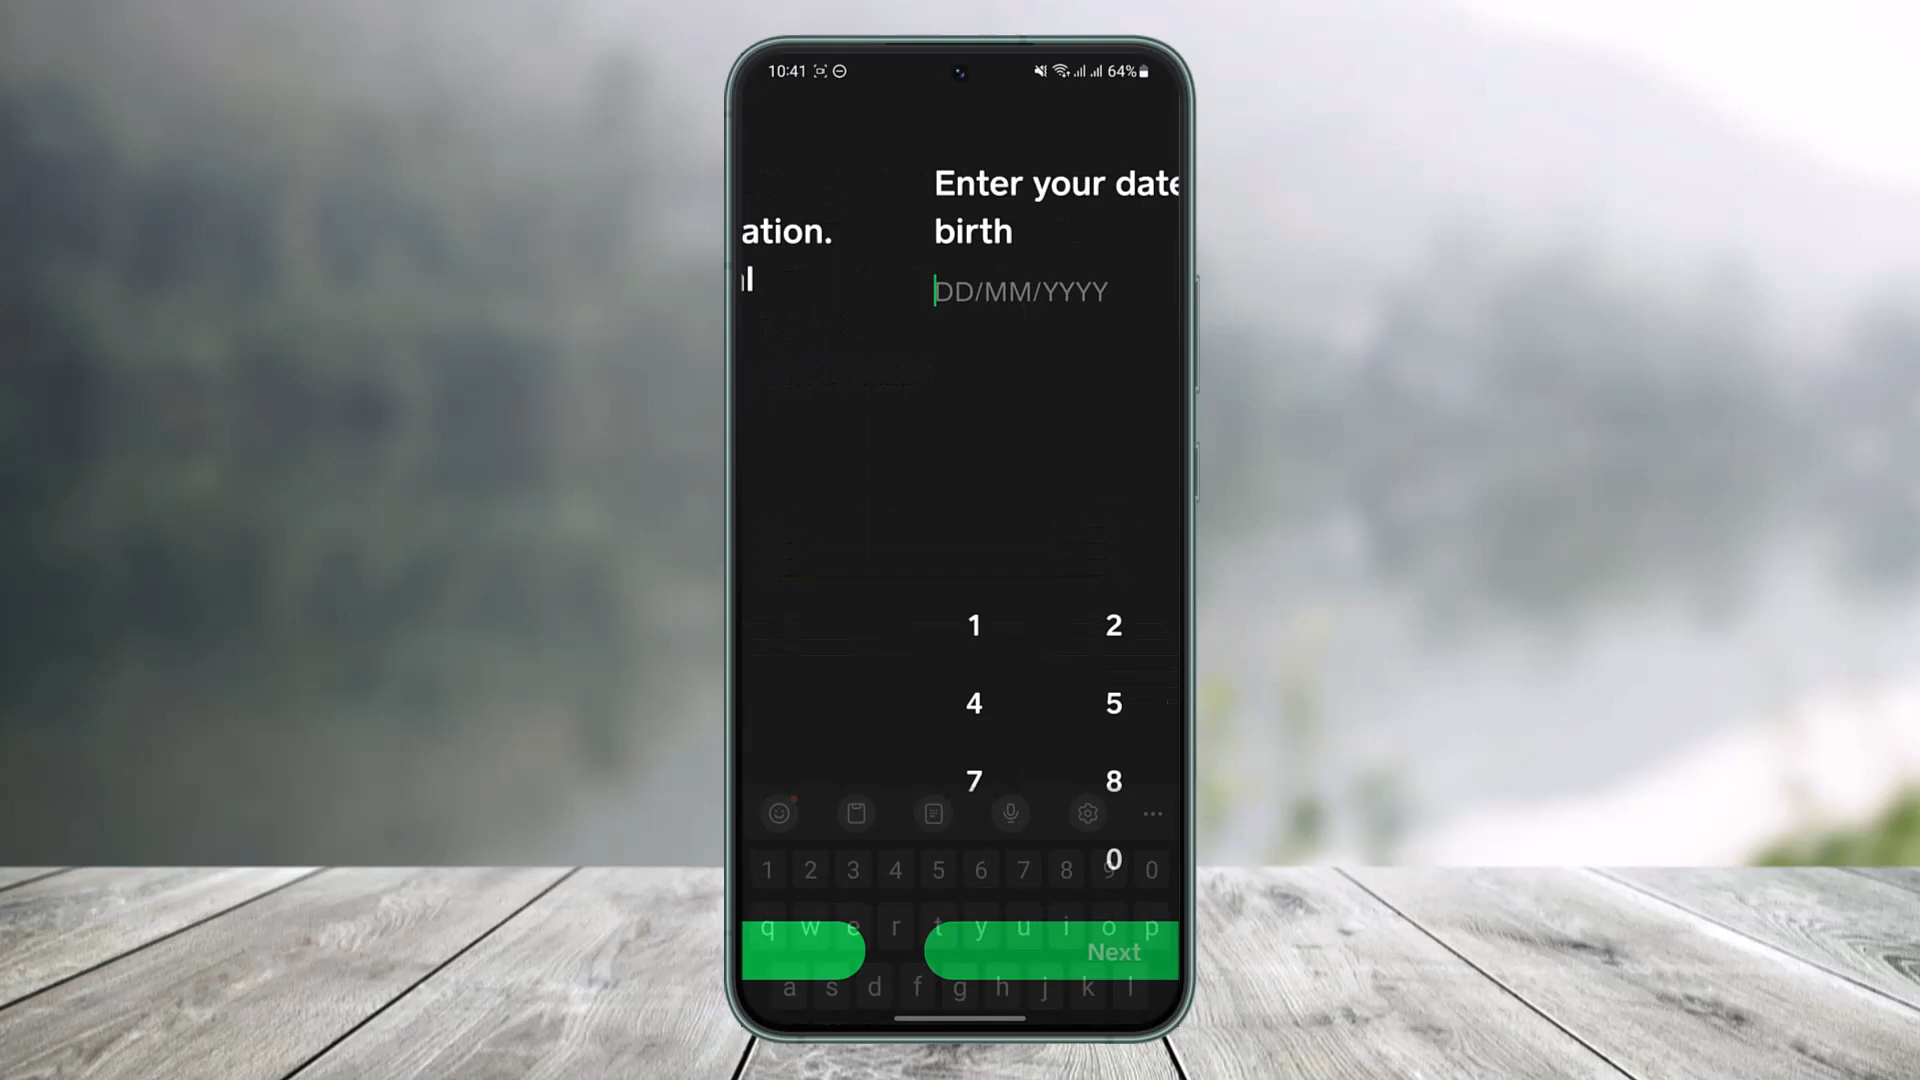 10:41
64%
Enter your date
birth
ation.
DD/MM/YYYY
1 2
4 5
7 8
0
1 2 3 4 5 6 7 8 9 0
q w e r t y u i o p
Next
a s d f g h j k l